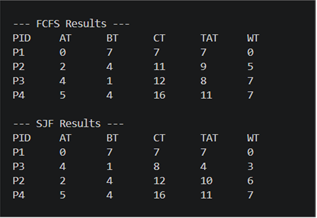 --- FCFS Results ---
PID AT BT CT TAT WT
P1 0 7 7 7 0
P2 2 4 11 9 5
P3 4 1 12 8 7
P4 5 4 16 11 7
--- SJF Results ---
PID AT BT CT TAT WT
P1 0 7 7 7 0
P3 4 1 8 4 3
P2 2 4 12 10 6
P4 5 4 16 11 7